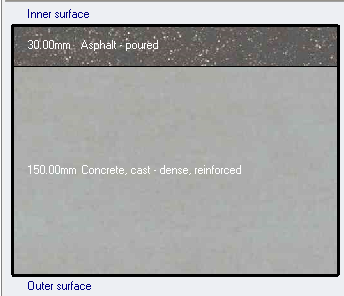 Inner surface
30.00mm Asphalt - poured
150.00mm Concrete, cast - dense, reinforced
Outer surface